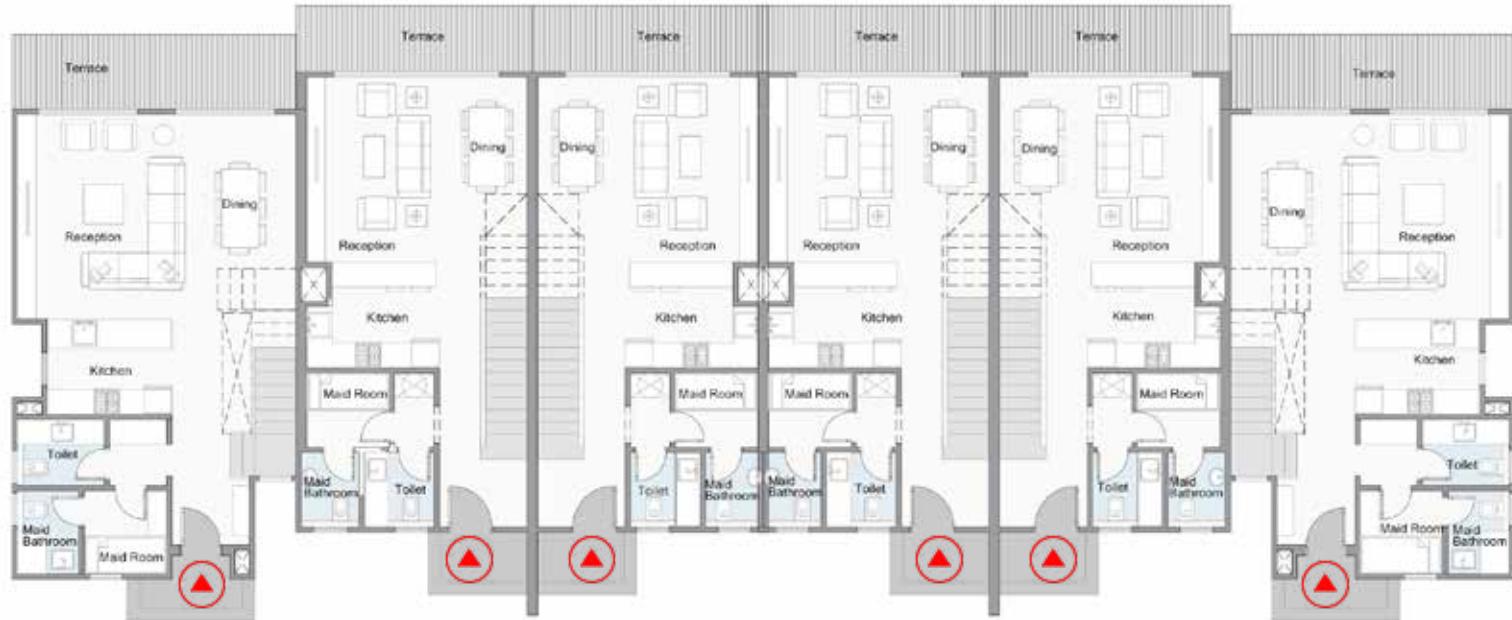 Terrace
Terrace
Terrace
Terrace
Terrace
Terrace
Dining
Reception
Kitchen
Toilet
Maid
Bathroom
Maid Room
Dining
Reception
Kitchen
Maid Room
Maid
Bathroom
Toilet
Dining
Reception
Kitchen
Maid Room
Toilet
Maid
Bathroom
Dining
Reception
Kitchen
Maid Room
Maid
Bathroom
Toilet
Dining
Reception
Kitchen
Maid Room
Toilet
Maid
Bathroom
Dining
Reception
Kitchen
Toilet
Maid Room
Maid
Bathroom